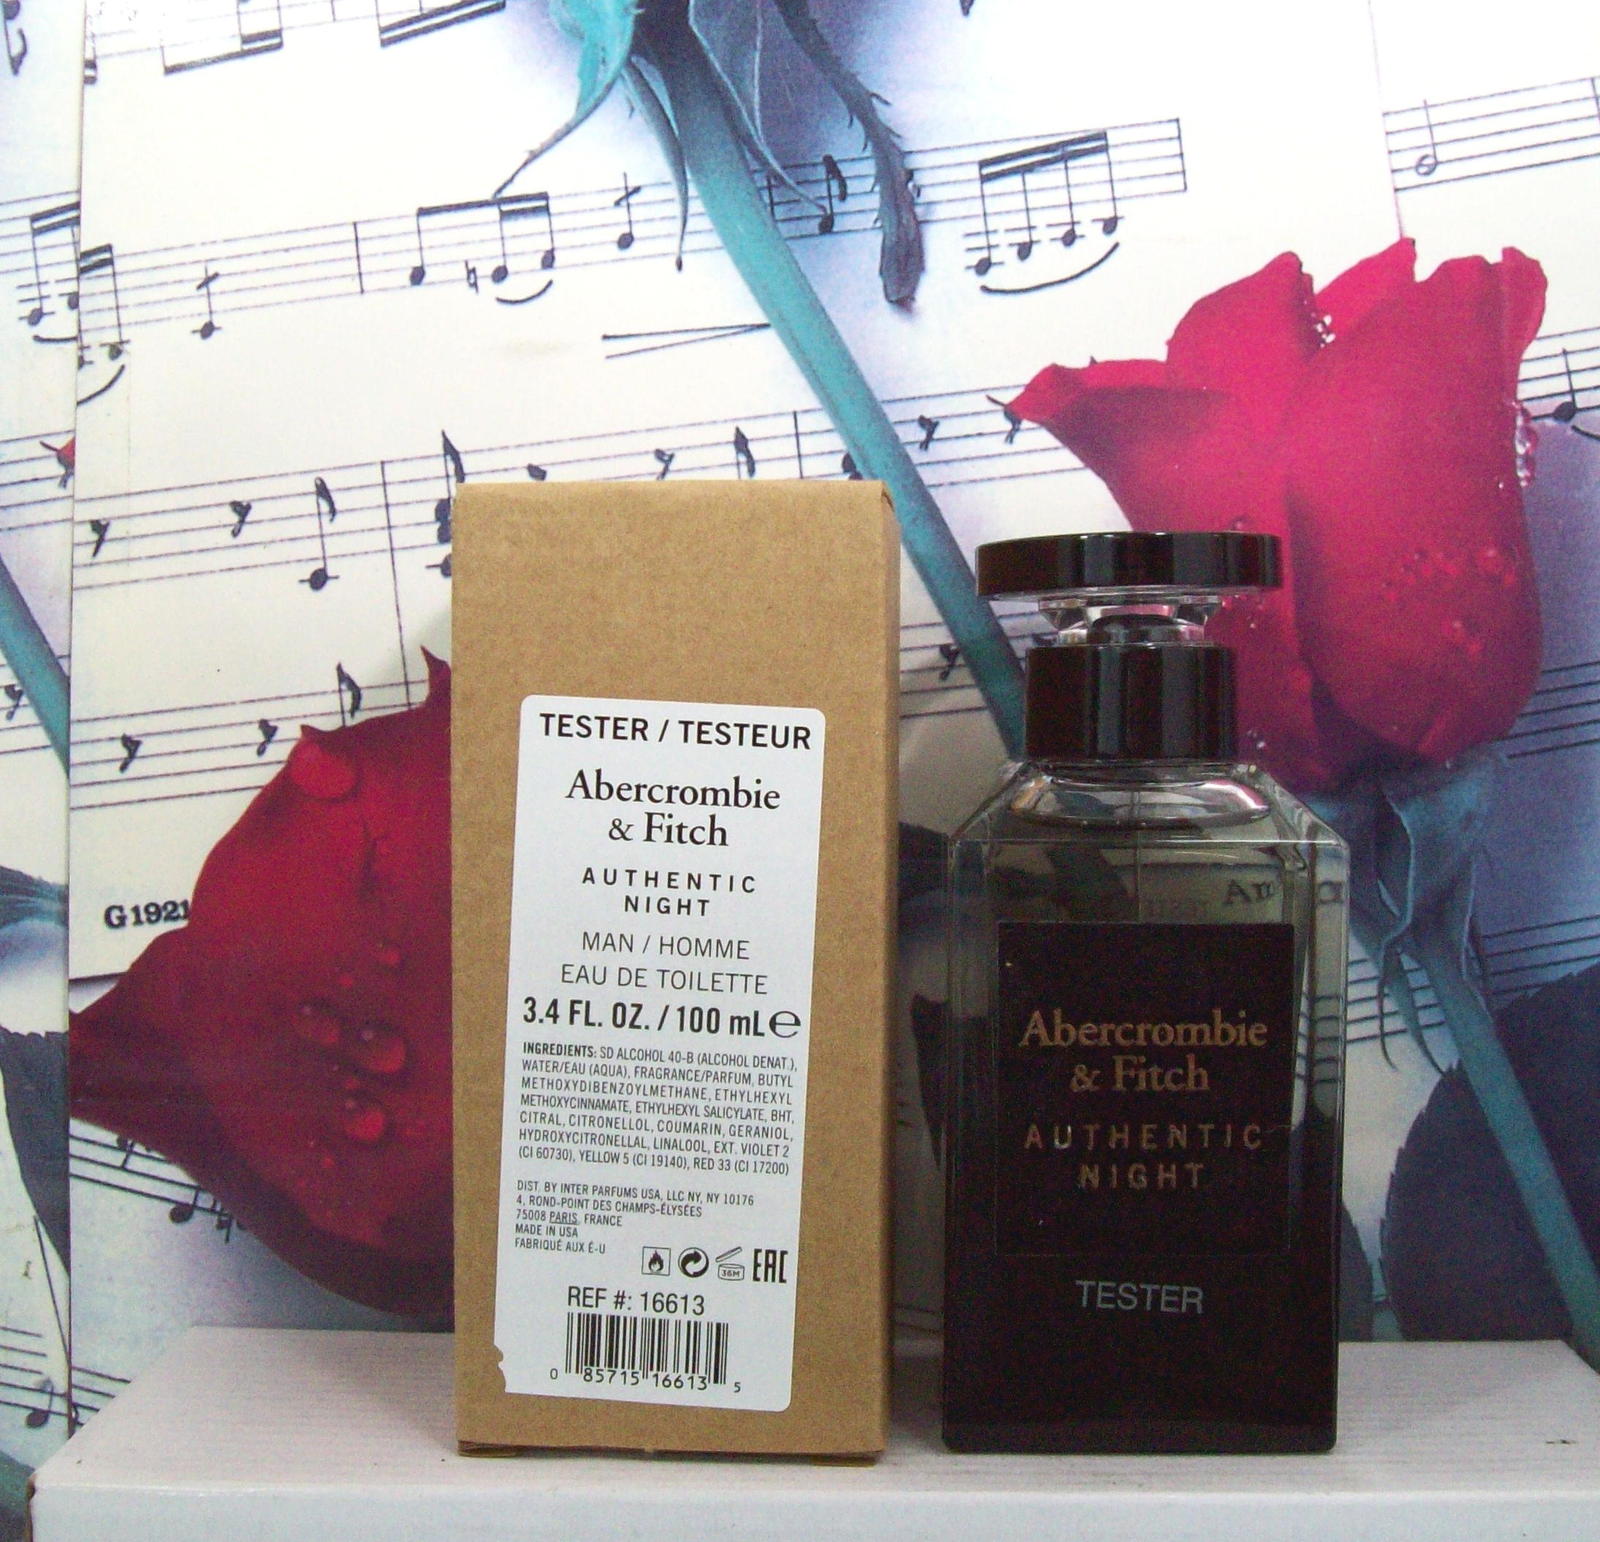 G1921
TESTER / TESTEUR
Abercrombie
& Fitch
AUTHENTIC
NIGHT
MAN / HOMME
EAU DE TOILETTE
3.4 FL. OZ. / 100 mL e
INGREDIENTS: SD ALCOHOL 40-B (ALCOHOL DENAT.),
WATER/EAU (AQUA), FRAGRANCE/PARFUM, BUTYL
METHOXYDIBENZOYLMETHANE, ETHYLHEXYL
METHOXYCINNAMATE, ETHYLHEXYL SALICYLATE, BHT,
CITRAL, CITRONELLOL, COUMARIN, GERANIOL,
HYDROXYCITRONELLAL, LINALOOL, EXT. VIOLET 2
(CI 60730), YELLOW 5 (CI 19140), RED 33 (CI 17200)
DIST. BY INTER PARFUMS USA, LLC NY, NY 10176
4, ROND-POINT DES CHAMPS-ÉLYSÉES
75008 PARIS, FRANCE
MADE IN USA
FABRIQUÉ AUX É-U
36M EAC
REF #: 16613
0 85715 16613 5
Abercrombie
& Fitch
AUTHENTIC
NIGHT
TESTER